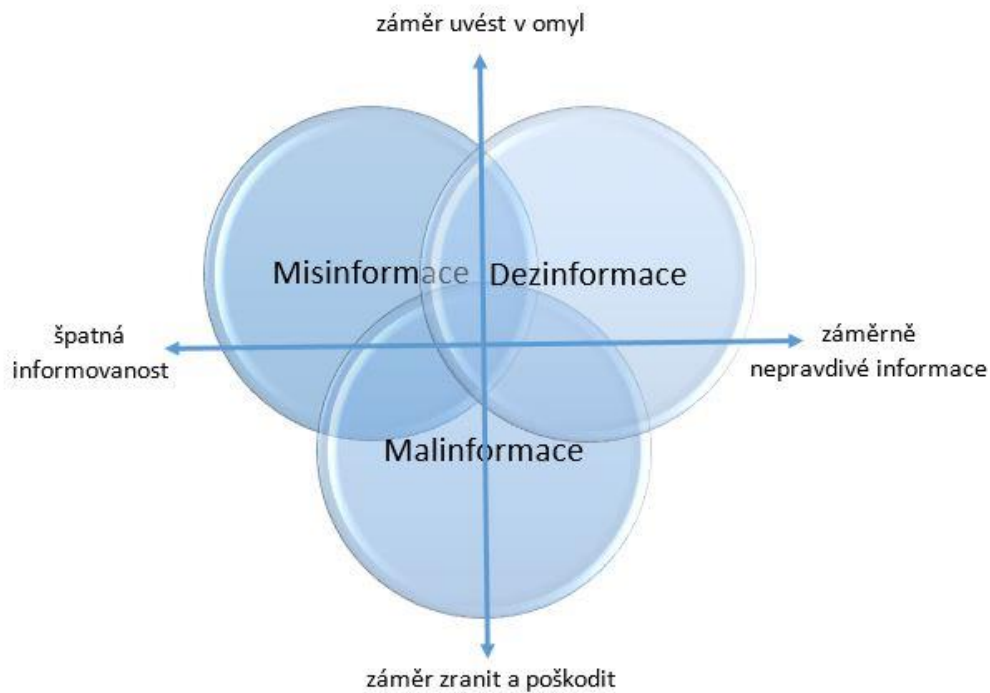 záměr uvést v omyl
Misinformace
Dezinformace
špatná
informovanost
záměrně
nepravdivé informace
Malinformace
záměr zranit a poškodit